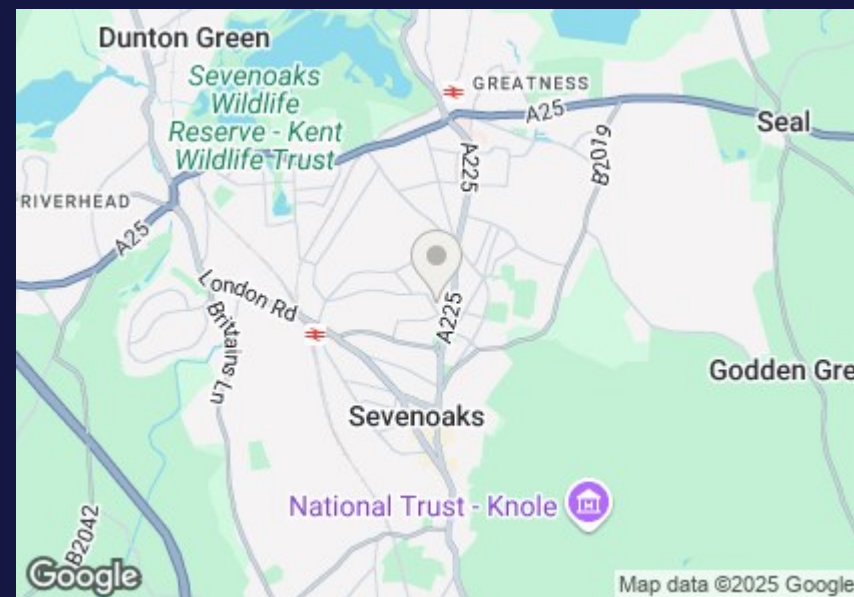 Dunton Green
Sevenoaks
Wildlife
Reserve - Kent
Wildlife Trust
GREATNESS
A25
Seal
A225
B2019
RIVERHEAD
A25
London Rd
Brittains Ln
A225
Godden Gre
Sevenoaks
National Trust - Knole
B2042
Google
Map data ©2025 Google